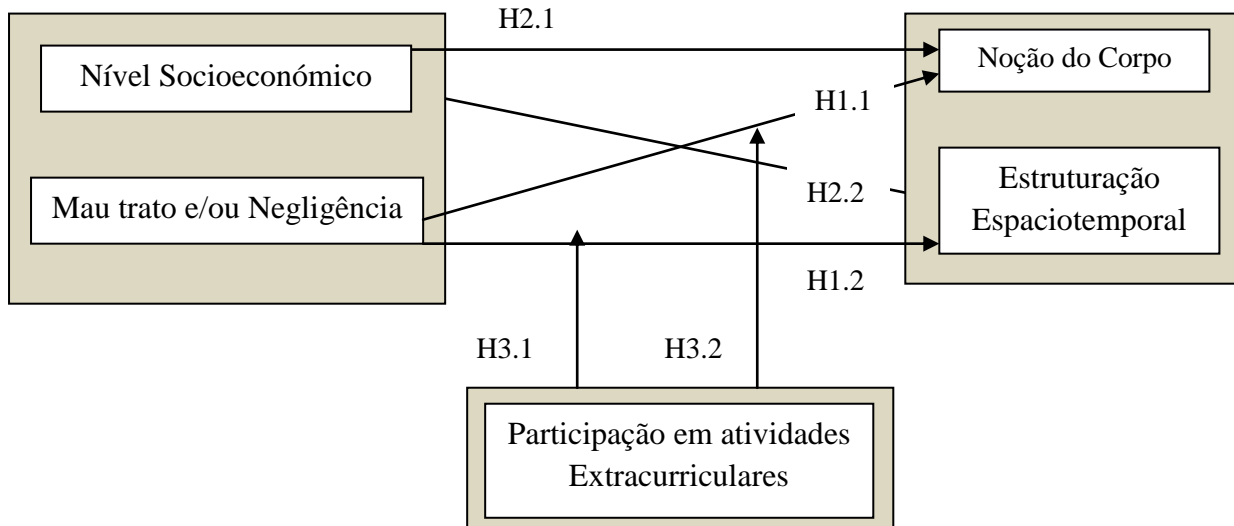 H2.1
Nível Socioeconómico
Noção do Corpo
H1.1
Mau trato e/ou Negligência
H2.2
Estruturação
Espaciotemporal
H1.2
H3.1
H3.2
Participação em atividades
Extracurriculares